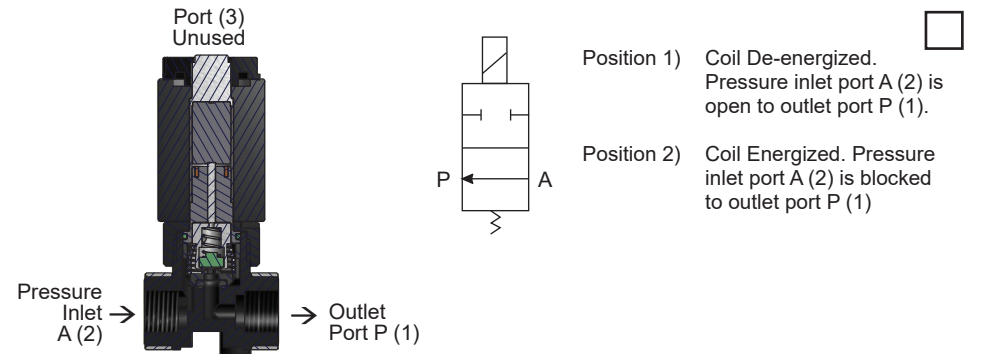 Port (3)
Unused
Pressure
Inlet
A (2)
Outlet
Port P (1)
P
A
Position 1) Coil De-energized.
Pressure inlet port A (2) is
open to outlet port P (1).
Position 2) Coil Energized. Pressure
inlet port A (2) is blocked
to outlet port P (1)